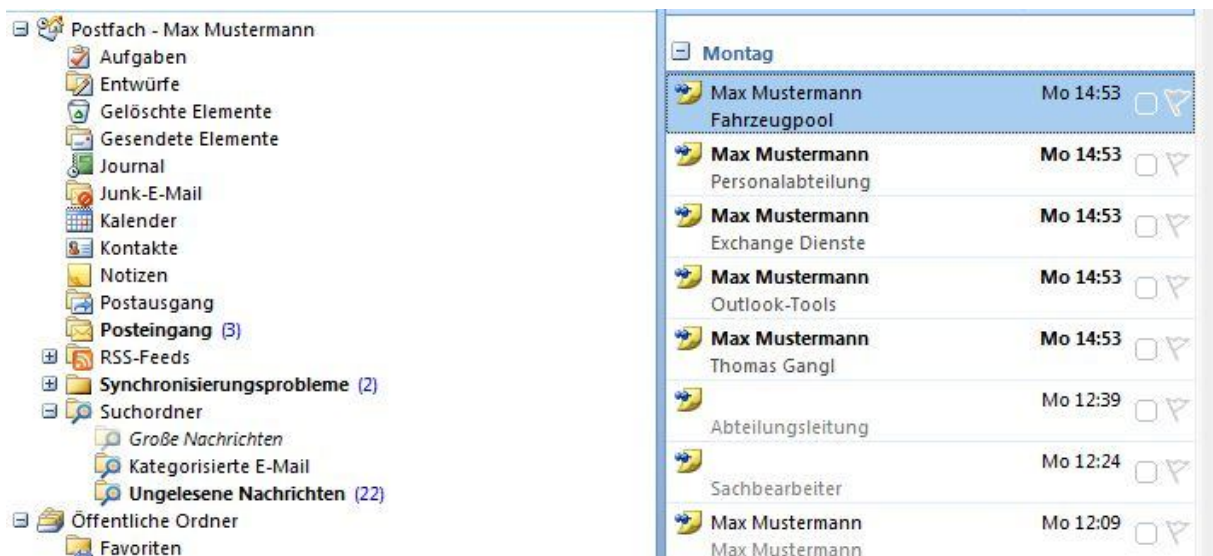 Postfach - Max Mustermann
Aufgaben
Entwürfe
Gelöschte Elemente
Gesendete Elemente
Journal
Junk-E-Mail
Kalender
Kontakte
Notizen
Postausgang
Posteingang (3)
RSS-Feeds
Synchronisierungsprobleme (2)
Suchordner
Große Nachrichten
Kategorisierte E-Mail
Ungelesene Nachrichten (22)
Öffentliche Ordner
Favoriten
Montag
Max Mustermann Mo 14:53
Fahrzeugpool
Max Mustermann Mo 14:53
Personalabteilung
Max Mustermann Mo 14:53
Exchange Dienste
Max Mustermann Mo 14:53
Outlook-Tools
Max Mustermann Mo 14:53
Thomas Gangl
Mo 12:39
Abteilungsleitung
Mo 12:24
Sachbearbeiter
Max Mustermann Mo 12:09
Max Mustermann